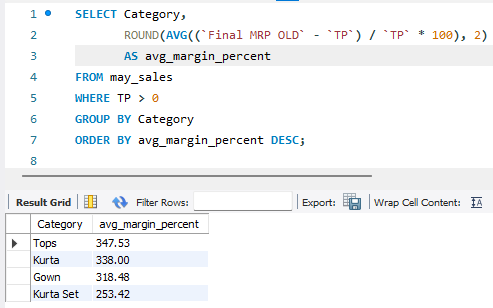 1 SELECT Category,
2 ROUND(AVG((`Final MRP OLD` - `TP`) / `TP` * 100), 2)
3 AS avg_margin_percent
4 FROM may_sales
5 WHERE TP > 0
6 GROUP BY Category
7 ORDER BY avg_margin_percent DESC;
8
Result Grid Filter Rows: Export: Wrap Cell Content: IA
Category avg_margin_percent
Tops 347.53
Kurta 338.00
Gown 318.48
Kurta Set 253.42